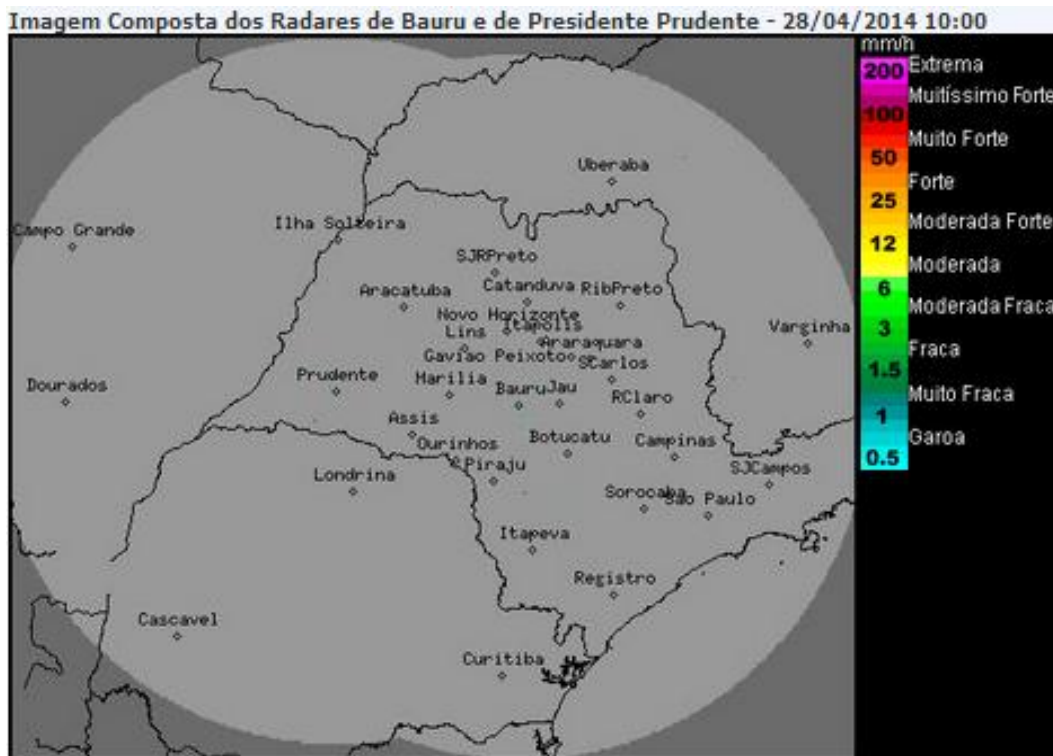 Imagem Composta dos Radares de Bauru e de Presidente Prudente - 28/04/2014 10:00
mm/h
200 Extrema
Muitíssimo Forte
100
Muito Forte
50
Forte
25
Moderada Forte
12
Moderada
6
Moderada Fraca
3
Fraca
1.5
Muito Fraca
1
Garoa
0.5
Uberaba
Campo Grande
Ilha Solteira
SJRPreto
Catanduva
RibPreto
Aracatuba
Novo Horizonte
Itapolis
Varginha
Lins
Araraquara
Gaviao Peixoto
SCarlos
Prudente
Marilia
Dourados
Bauru
Jau
RClaro
Assis
Ourinhos
Botucatu
Campinas
Piraju
Londrina
SJCampos
Sorocaba
Sao Paulo
Itapeva
Registro
Cascavel
Curitiba